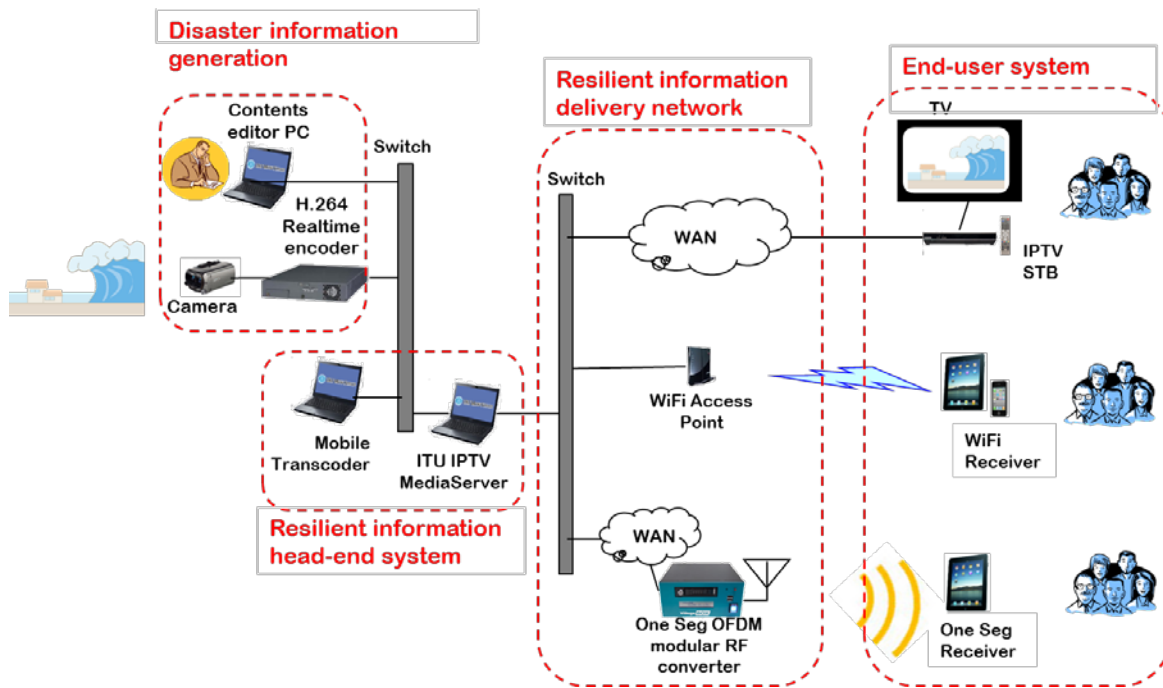 Disaster information
generation
Contents
editor PC
Switch
H.264
Realtime
encoder
Camera
Mobile
Transcoder
ITU IPTV
MediaServer
Resilient information
head-end system
Resilient information
delivery network
Switch
WAN
WiFi Access
Point
WAN
One Seg OFDM
modular RF
converter
End-user system
TV
IPTV
STB
WiFi
Receiver
One Seg
Receiver